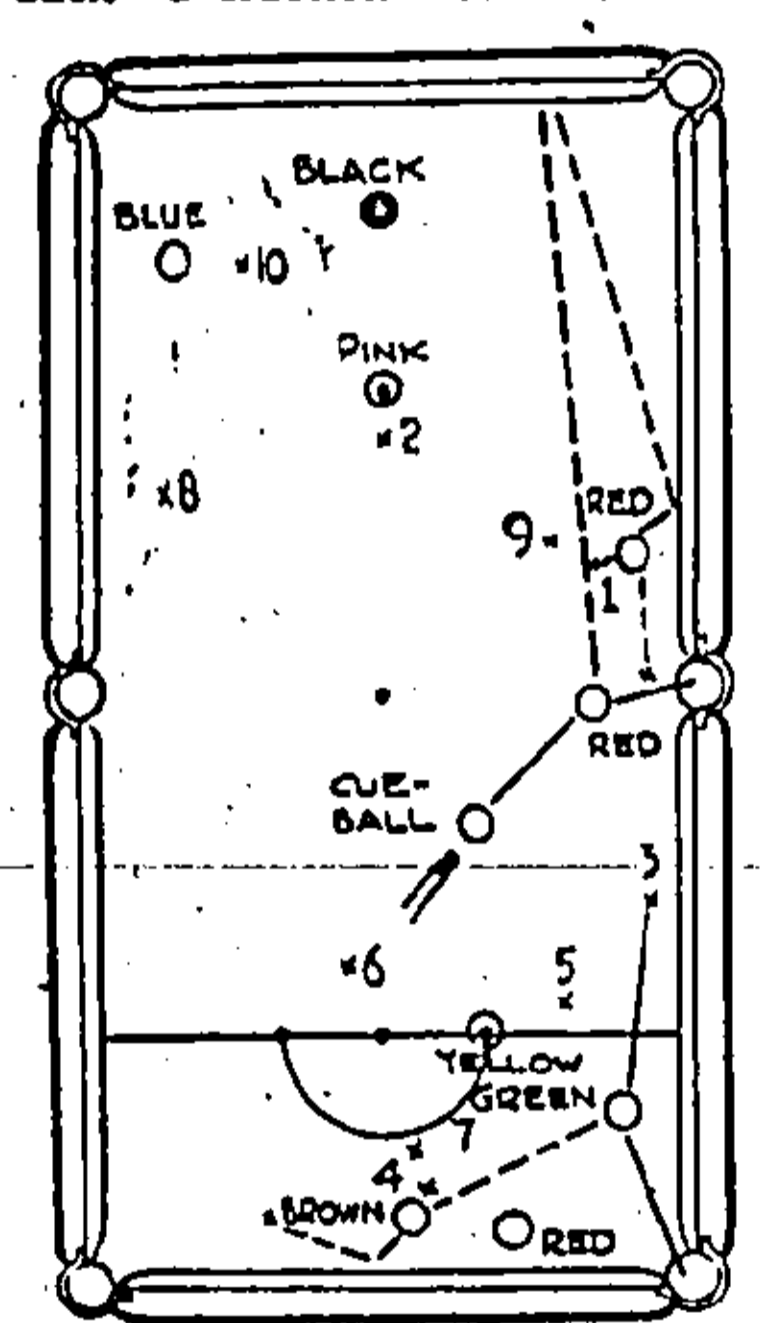 BLACK
BLUE
10
PINK
2
8
RED
9
1
RED
CUE-
BALL
3
6
5
YELLOW
GREEN
7
4
BROWN
RED